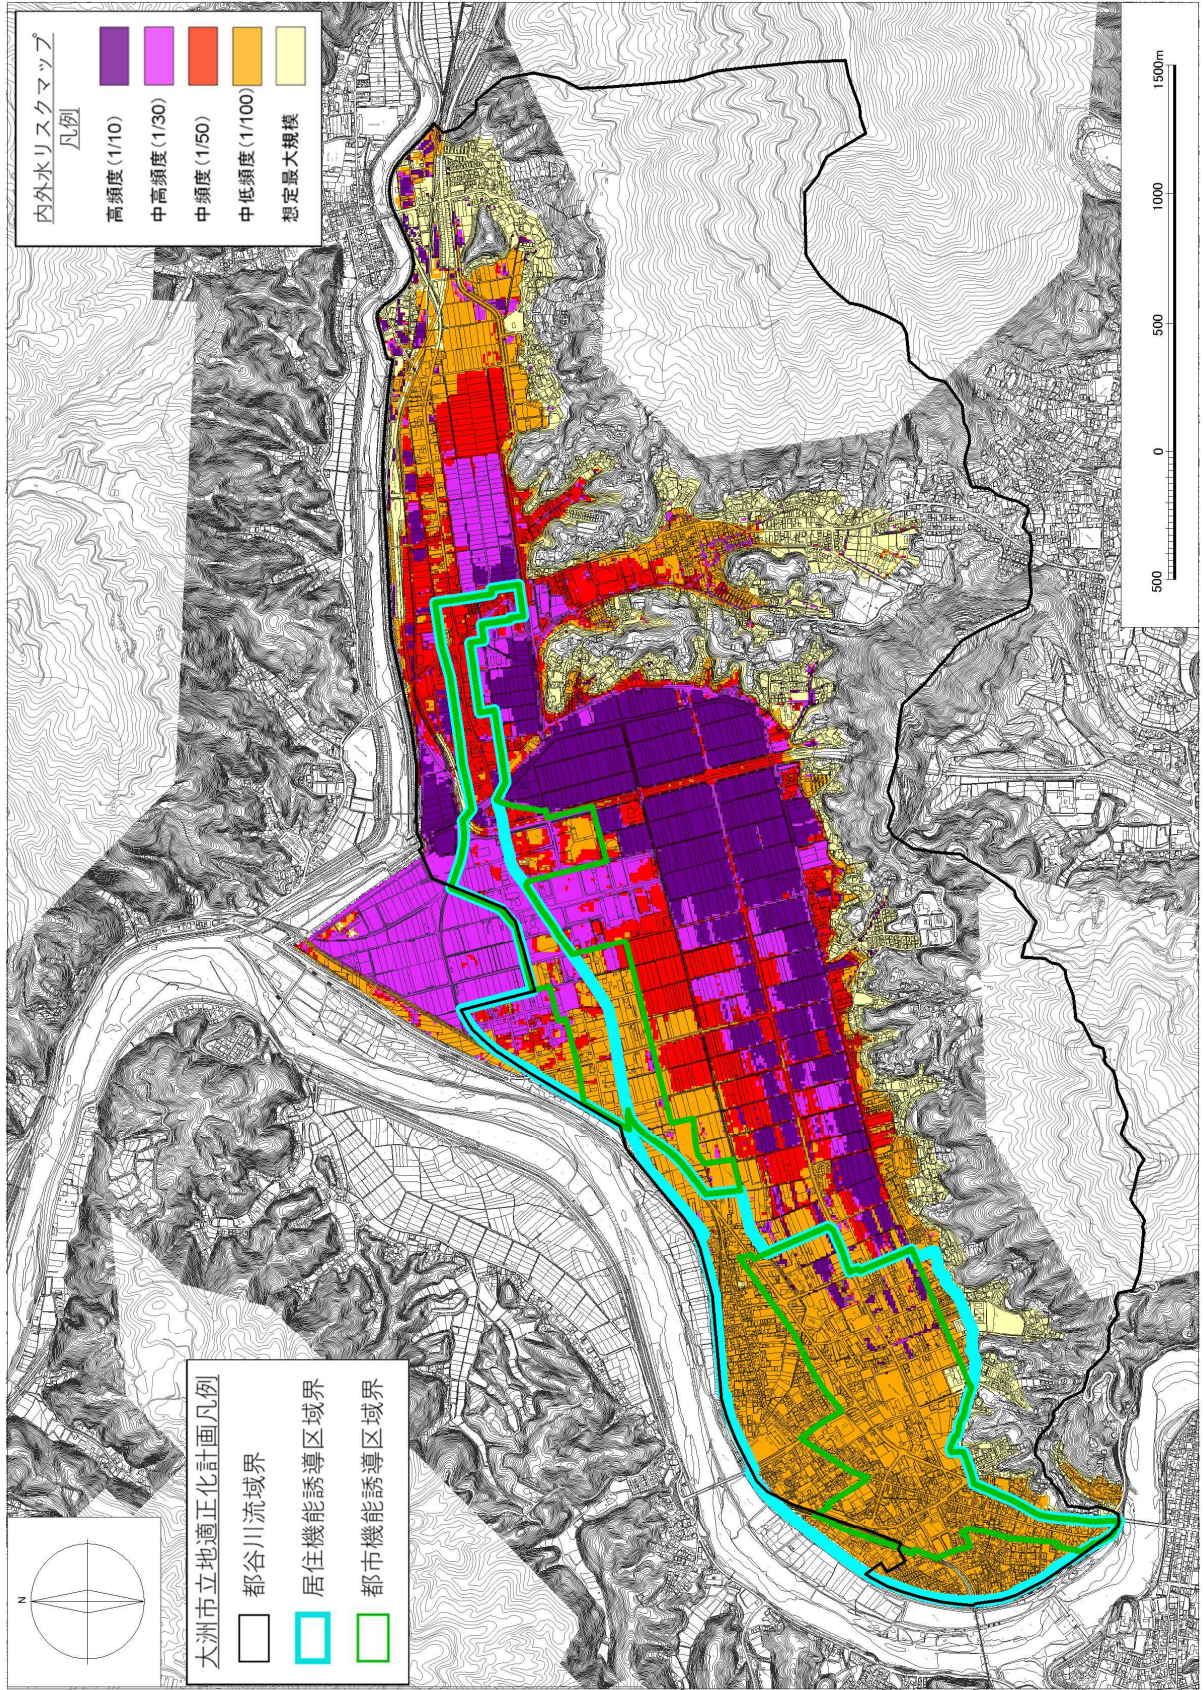 内外水リスクマップ
凡例
高頻度(1/10)
中高頻度(1/30)
中頻度(1/50)
中低頻度(1/100)
想定最大規模
N
大洲市立地適正化計画凡例
都谷川流域界
居住機能誘導区域界
都市機能誘導区域界
500
0
500
1000
1500m